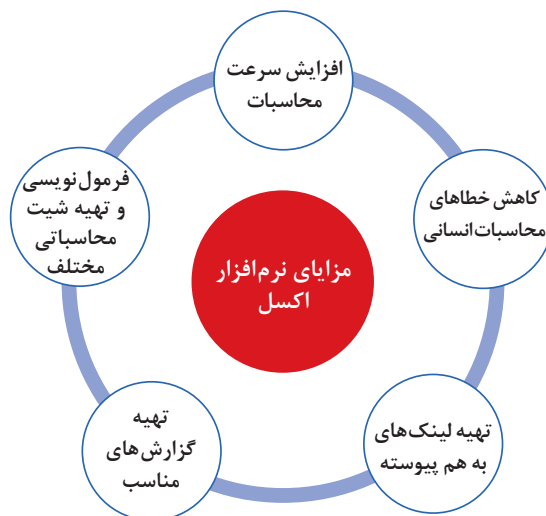 افزایش سرعت
محاسبات
کاهش خطاهای
محاسبات انسانی
تهیه لینک‌های
به هم پیوسته
تهیه
گزارش‌های
مناسب
فرمول‌نویسی
و تهیه شیت
محاسباتی
مختلف
مزایای نرم‌افزار
اکسل